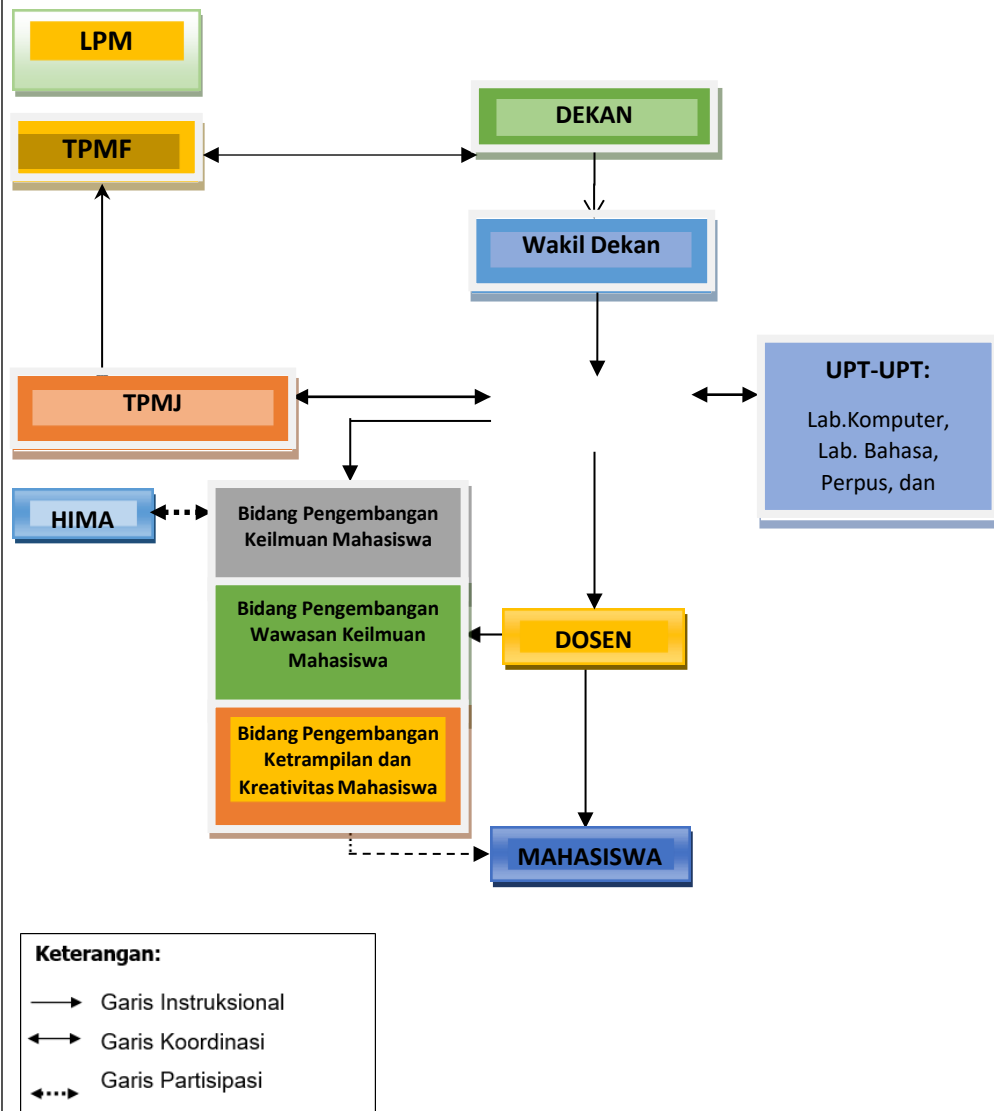 LPM
DEKAN
TPMF
Wakil Dekan
UPT-UPT:
Lab.Komputer,
Lab. Bahasa,
Perpus, dan
TPMJ
HIMA
Bidang Pengembangan
Keilmuan Mahasiswa
Bidang Pengembangan
Wawasan Keilmuan
Mahasiswa
DOSEN
Bidang Pengembangan
Ketrampilan dan
Kreativitas Mahasiswa
MAHASISWA
Keterangan:
Garis Instruksional
Garis Koordinasi
Garis Partisipasi